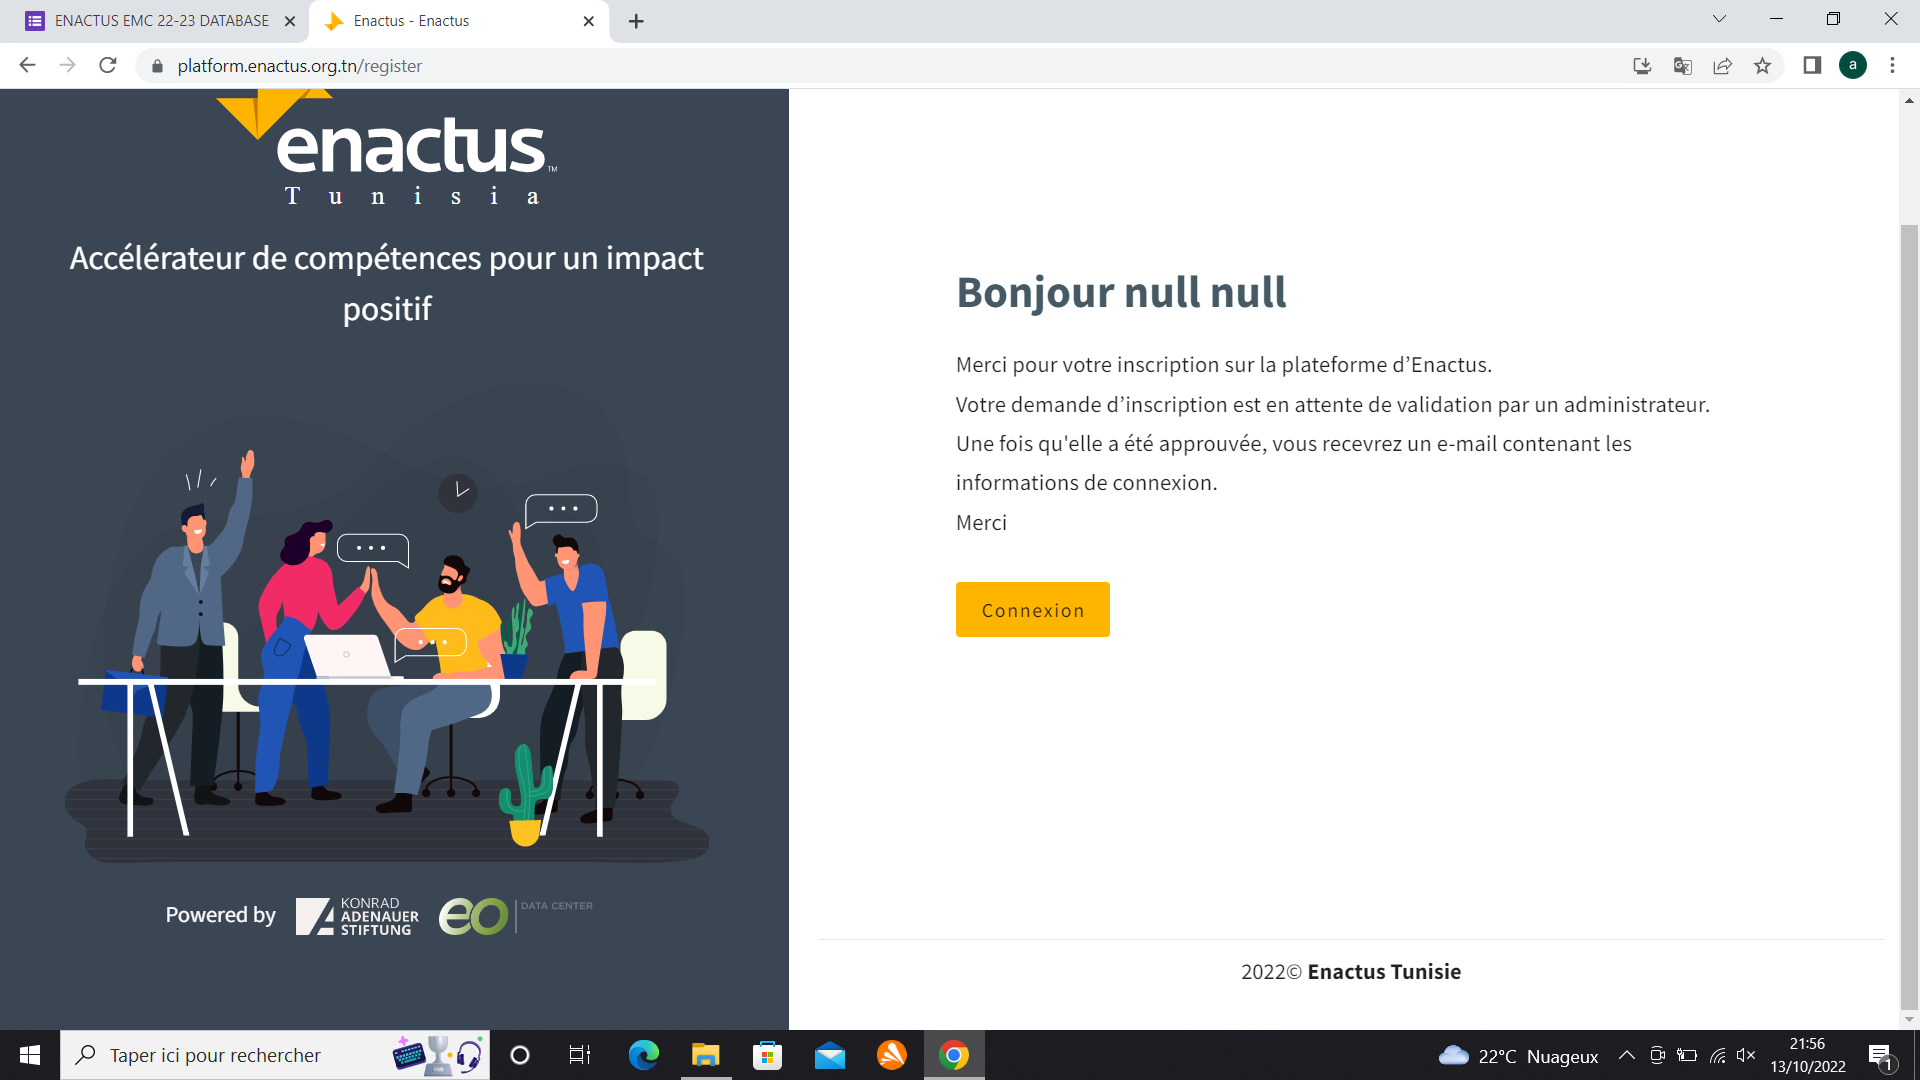 ENACTUS EMC 22-23 DATABASE
Enactus - Enactus
platform.enactus.org.tn/register
a
enactus™
Tunisia
Accélérateur de compétences pour un impact
positif
Powered by
KONRAD
ADENAUER
STIFTUNG
eo
DATA CENTER
Bonjour null null
Merci pour votre inscription sur la plateforme d’Enactus.
Votre demande d’inscription est en attente de validation par un administrateur.
Une fois qu'elle a été approuvée, vous recevrez un e-mail contenant les
informations de connexion.
Merci
Connexion
2022© Enactus Tunisie
Taper ici pour rechercher
22°C Nuageux
21:56
13/10/2022
1